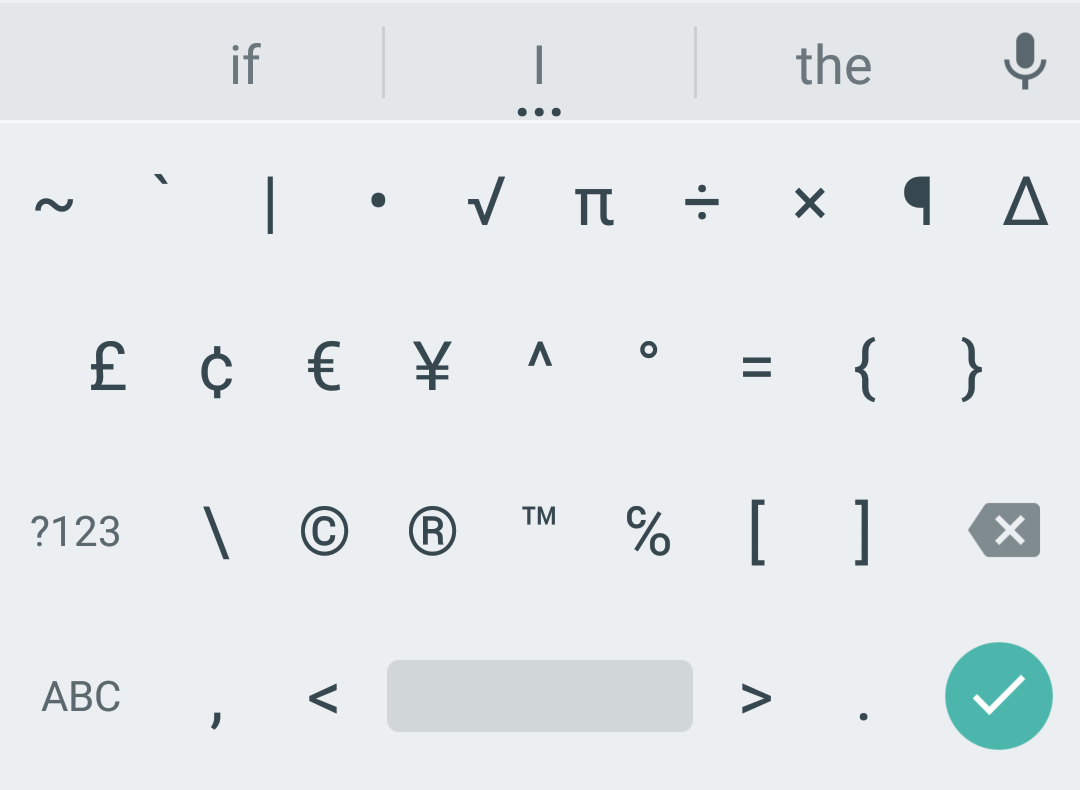 if I the
~ ` | • √ π ÷ × ¶ Δ
£ ¢ € ¥ ^ ° = { }
?123 \ © ® ™ ℅ [ ]
ABC , < > .